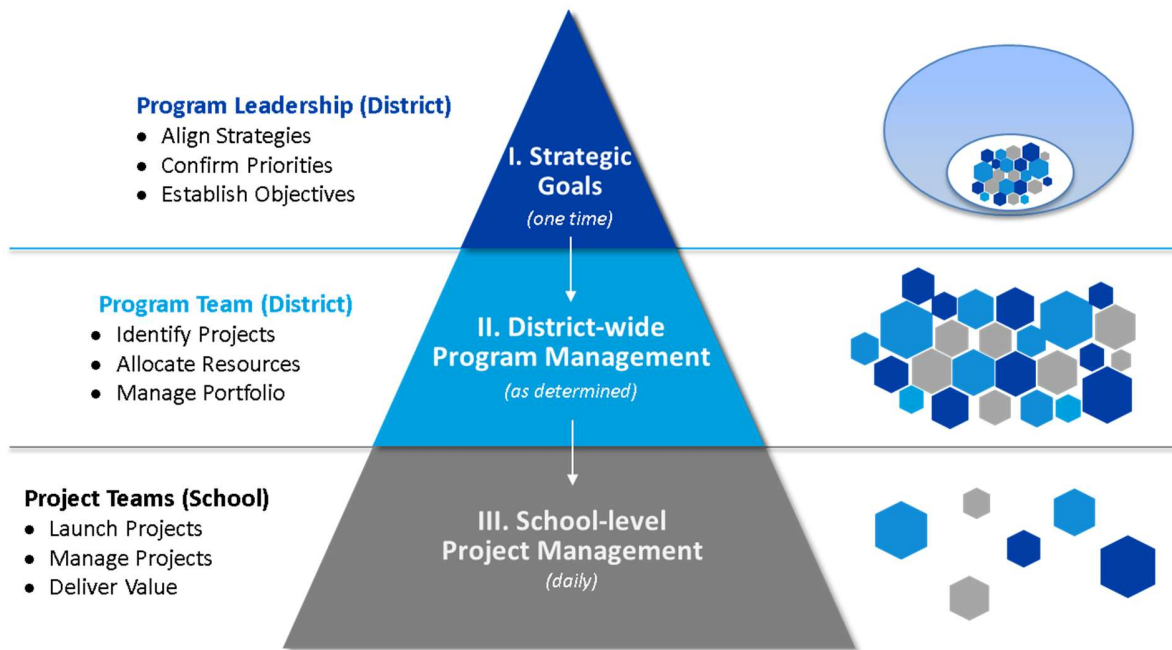 Program Leadership (District)
● Align Strategies
● Confirm Priorities
● Establish Objectives
I. Strategic
Goals
(one time)
Program Team (District)
● Identify Projects
● Allocate Resources
● Manage Portfolio
II. District-wide
Program Management
(as determined)
Project Teams (School)
● Launch Projects
● Manage Projects
● Deliver Value
III. School-level
Project Management
(daily)